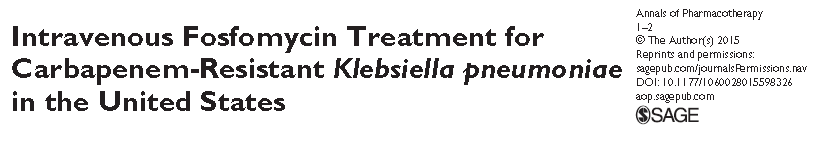 Intravenous Fosfomycin Treatment for
Carbapenem-Resistant Klebsiella pneumoniae
in the United States
Annals of Pharmacotherapy
1–2
© The Author(s) 2015
Reprints and permissions:
sagepub.com/journalsPermissions.nav
DOI: 10.1177/1060028015598326
aop.sagepub.com
SAGE